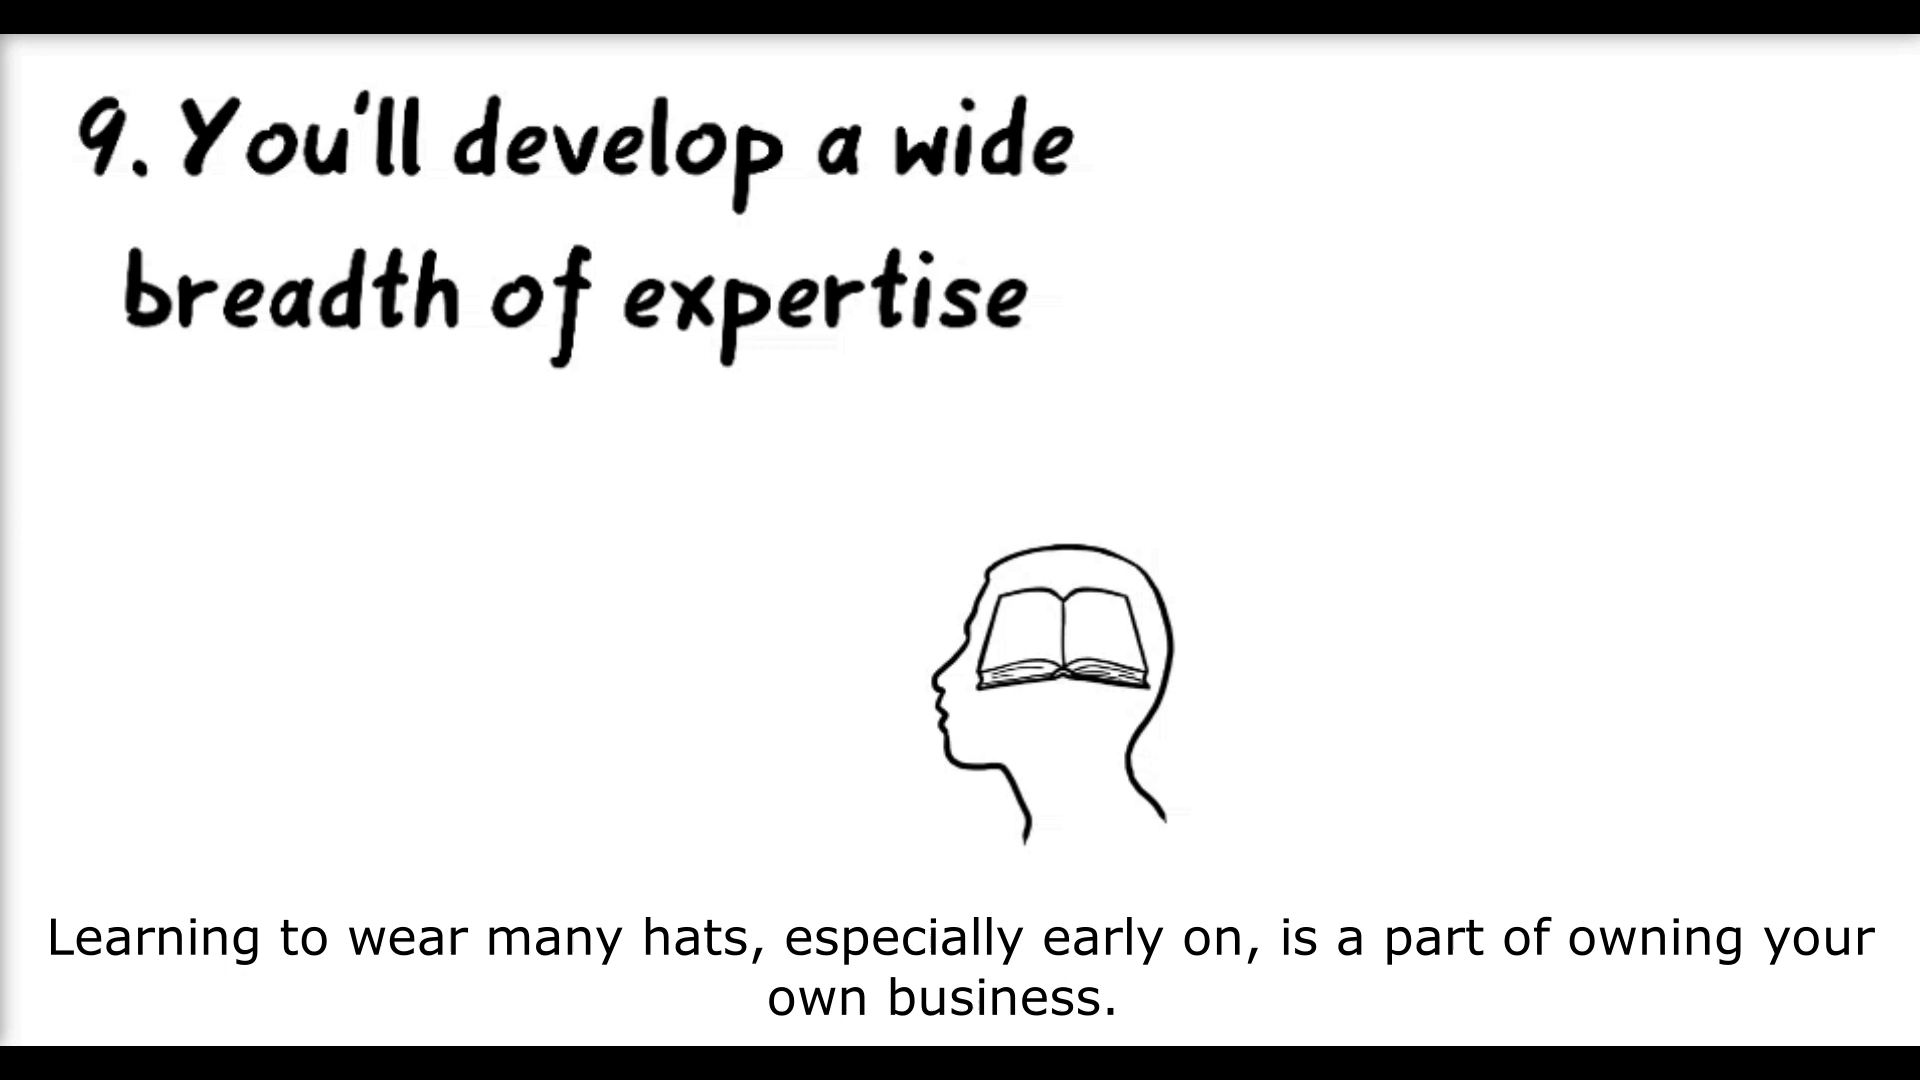 9. You'll develop a wide
breadth of expertise
Learning to wear many hats, especially early on, is a part of owning your
own business.